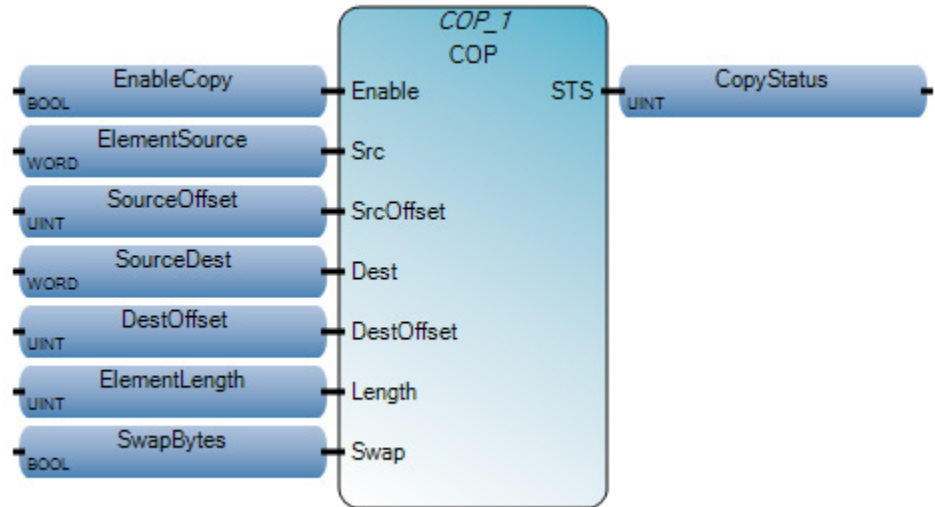 COP_1
COP
EnableCopy
BOOL
Enable
STS
CopyStatus
UINT
ElementSource
WORD
Src
SourceOffset
UINT
SrcOffset
SourceDest
WORD
Dest
DestOffset
UINT
DestOffset
ElementLength
UINT
Length
SwapBytes
BOOL
Swap